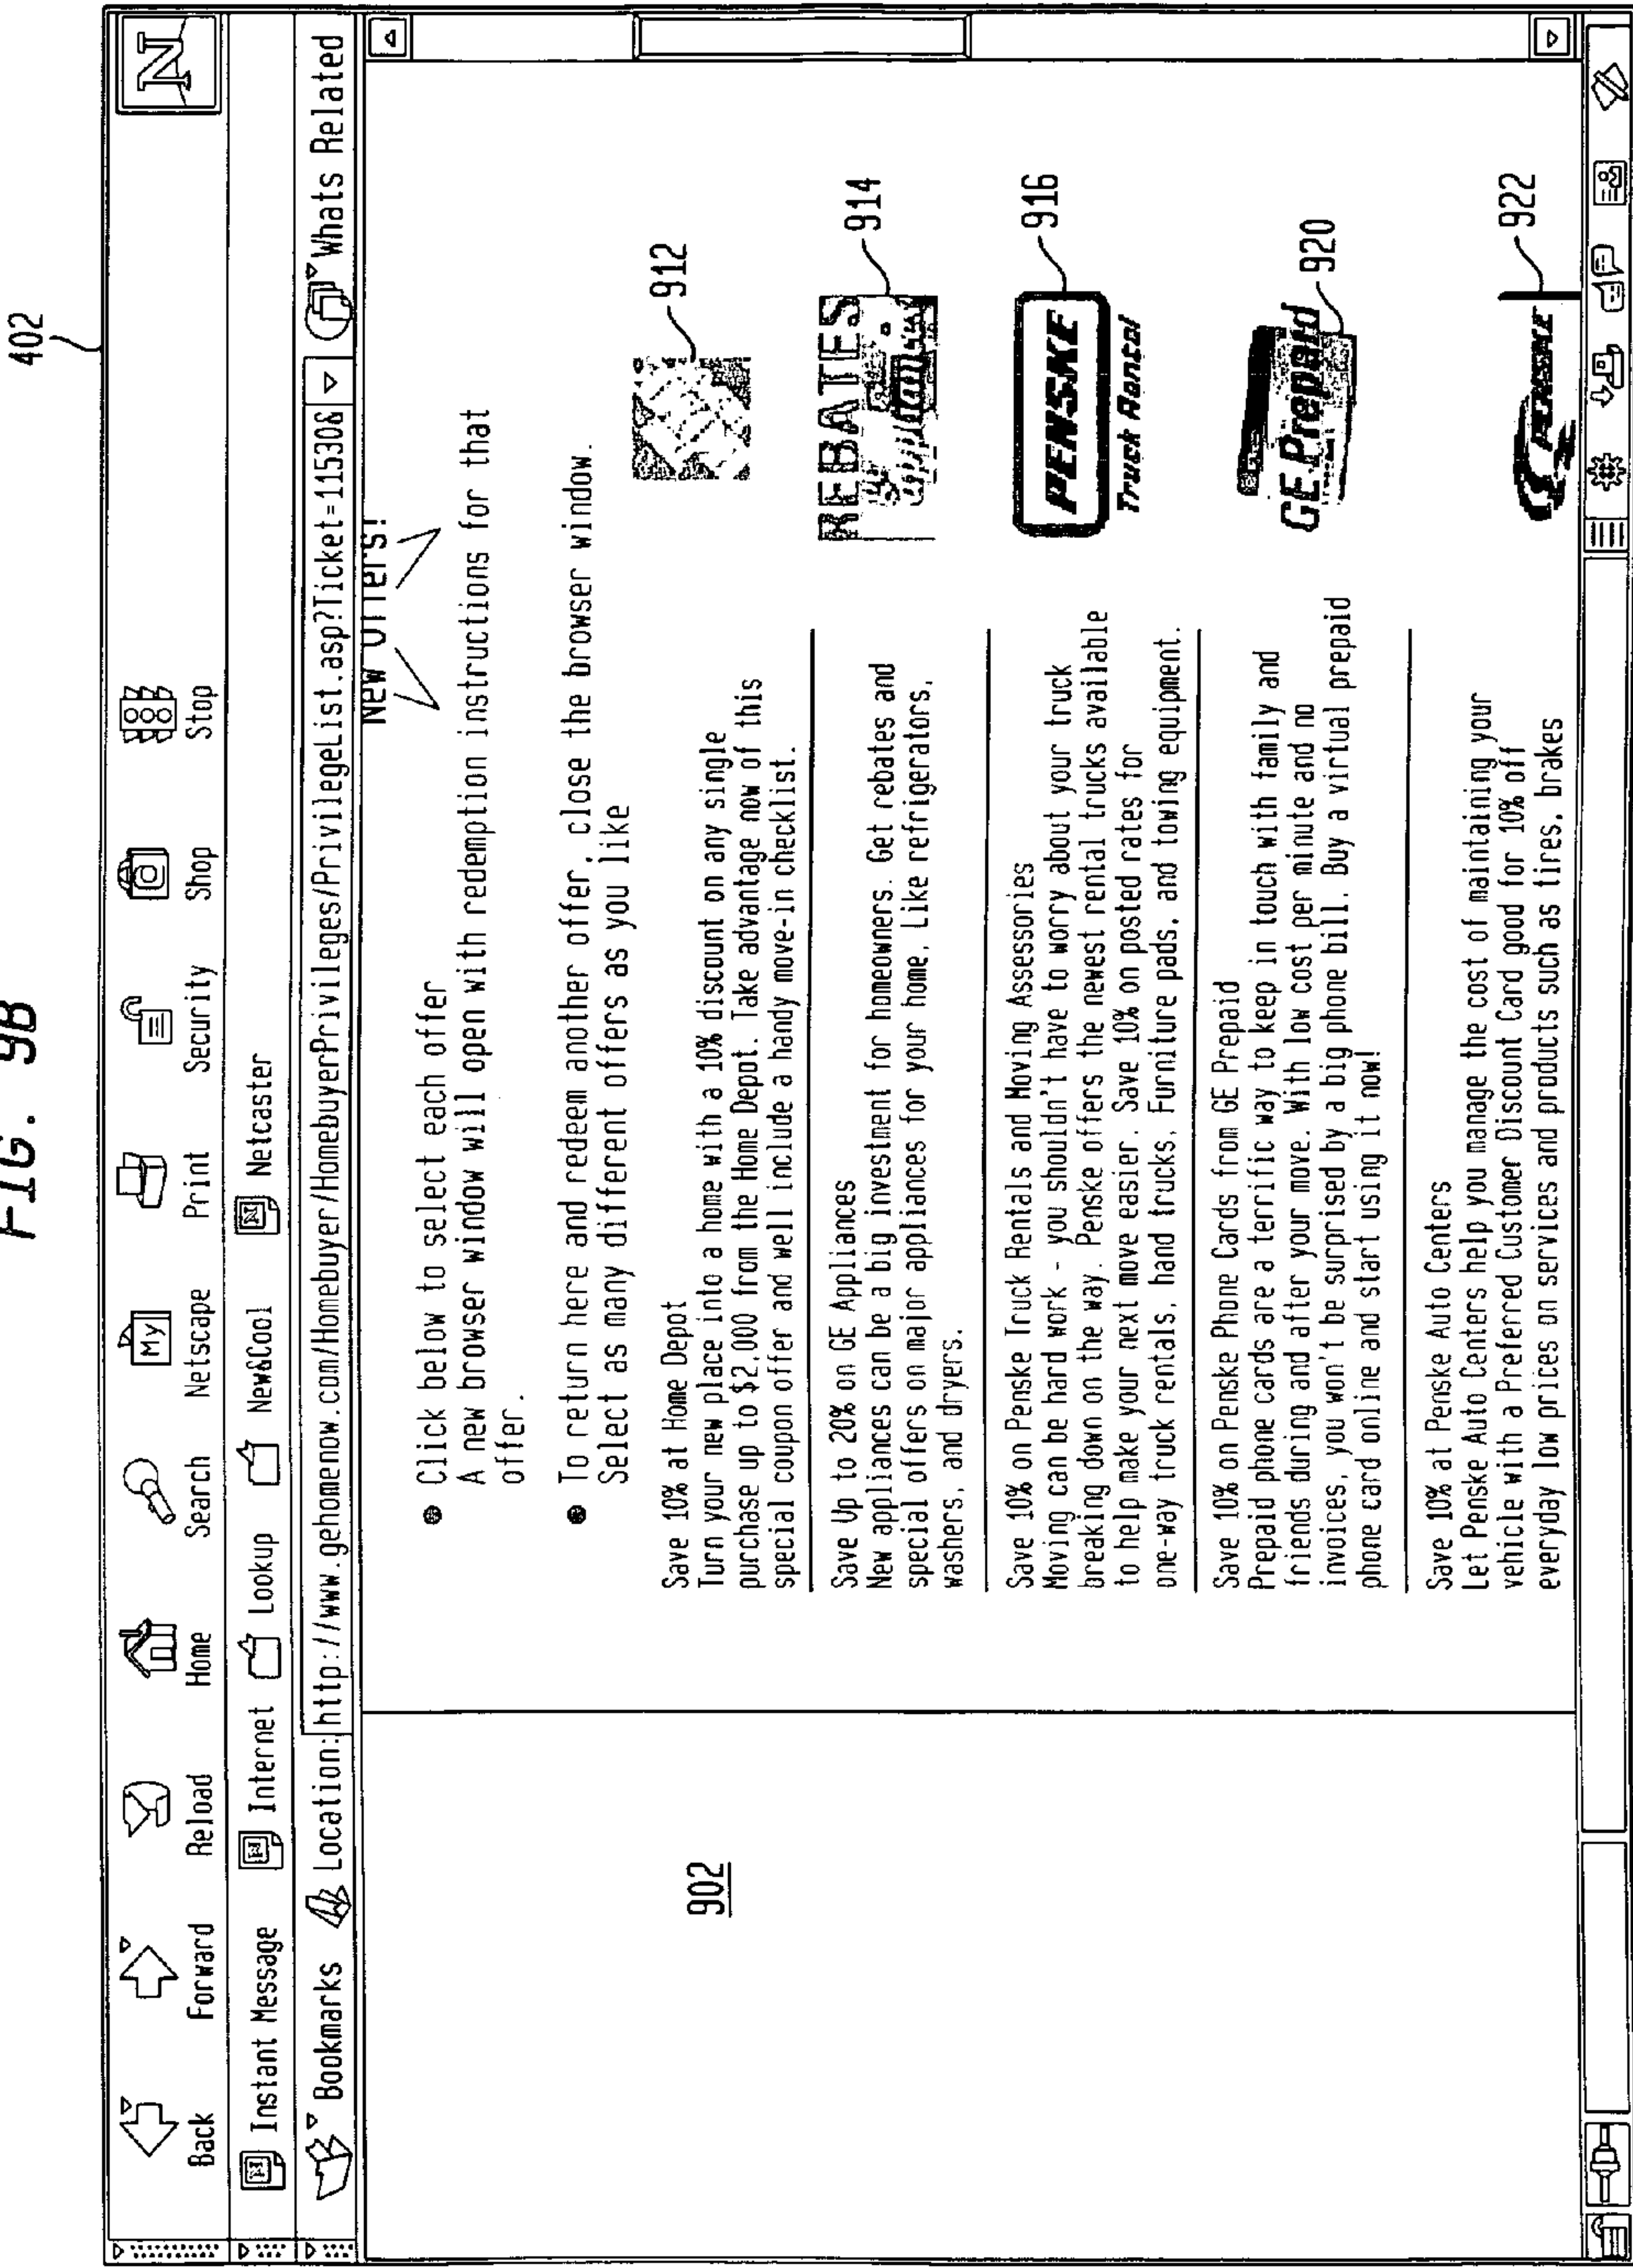 FIG. 9B
402
Back Forward Reload Home Search Netscape Print Security Shop Stop
My
N
Instant Message Internet Lookup New&Cool Netcaster
Bookmarks Location: http://www.gehomenow.com/Homebuyer/HomebuyerPrivileges/PrivilegeList.asp?Ticket=11530& Whats Related
New Offers!
Click below to select each offer
A new browser window will open with redemption instructions for that
offer.
To return here and redeem another offer, close the browser window.
Select as many different offers as you like
902
Save 10% at Home Depot
Turn your new place into a home with a 10% discount on any single
purchase up to $2,000 from the Home Depot. Take advantage now of this
special coupon offer and well include a handy move-in checklist.
912
Save Up to 20% on GE Appliances
New appliances can be a big investment for homeowners. Get rebates and
special offers on major appliances for your home, Like refrigerators,
washers, and dryers.
REBATES
914
Save 10% on Penske Truck Rentals and Moving Assessories
Moving can be hard work - you shouldn't have to worry about your truck
breaking down on the way. Penske offers the newest rental trucks available
to help make your next move easier. Save 10% on posted rates for
one-way truck rentals, hand trucks, Furniture pads, and towing equipment.
PENSKE
Truck Rental
916
Save 10% on Penske Phone Cards from GE Prepaid
Prepaid phone cards are a terrific way to keep in touch with family and
friends during and after your move. With low cost per minute and no
invoices, you won't be surprised by a big phone bill. Buy a virtual prepaid
phone card online and start using it now!
GE Prepaid
920
Save 10% at Penske Auto Centers
Let Penske Auto Centers help you manage the cost of maintaining your
vehicle with a Preferred Customer Discount Card good for 10% off
everyday low prices on services and products such as tires, brakes
PENSKE
922